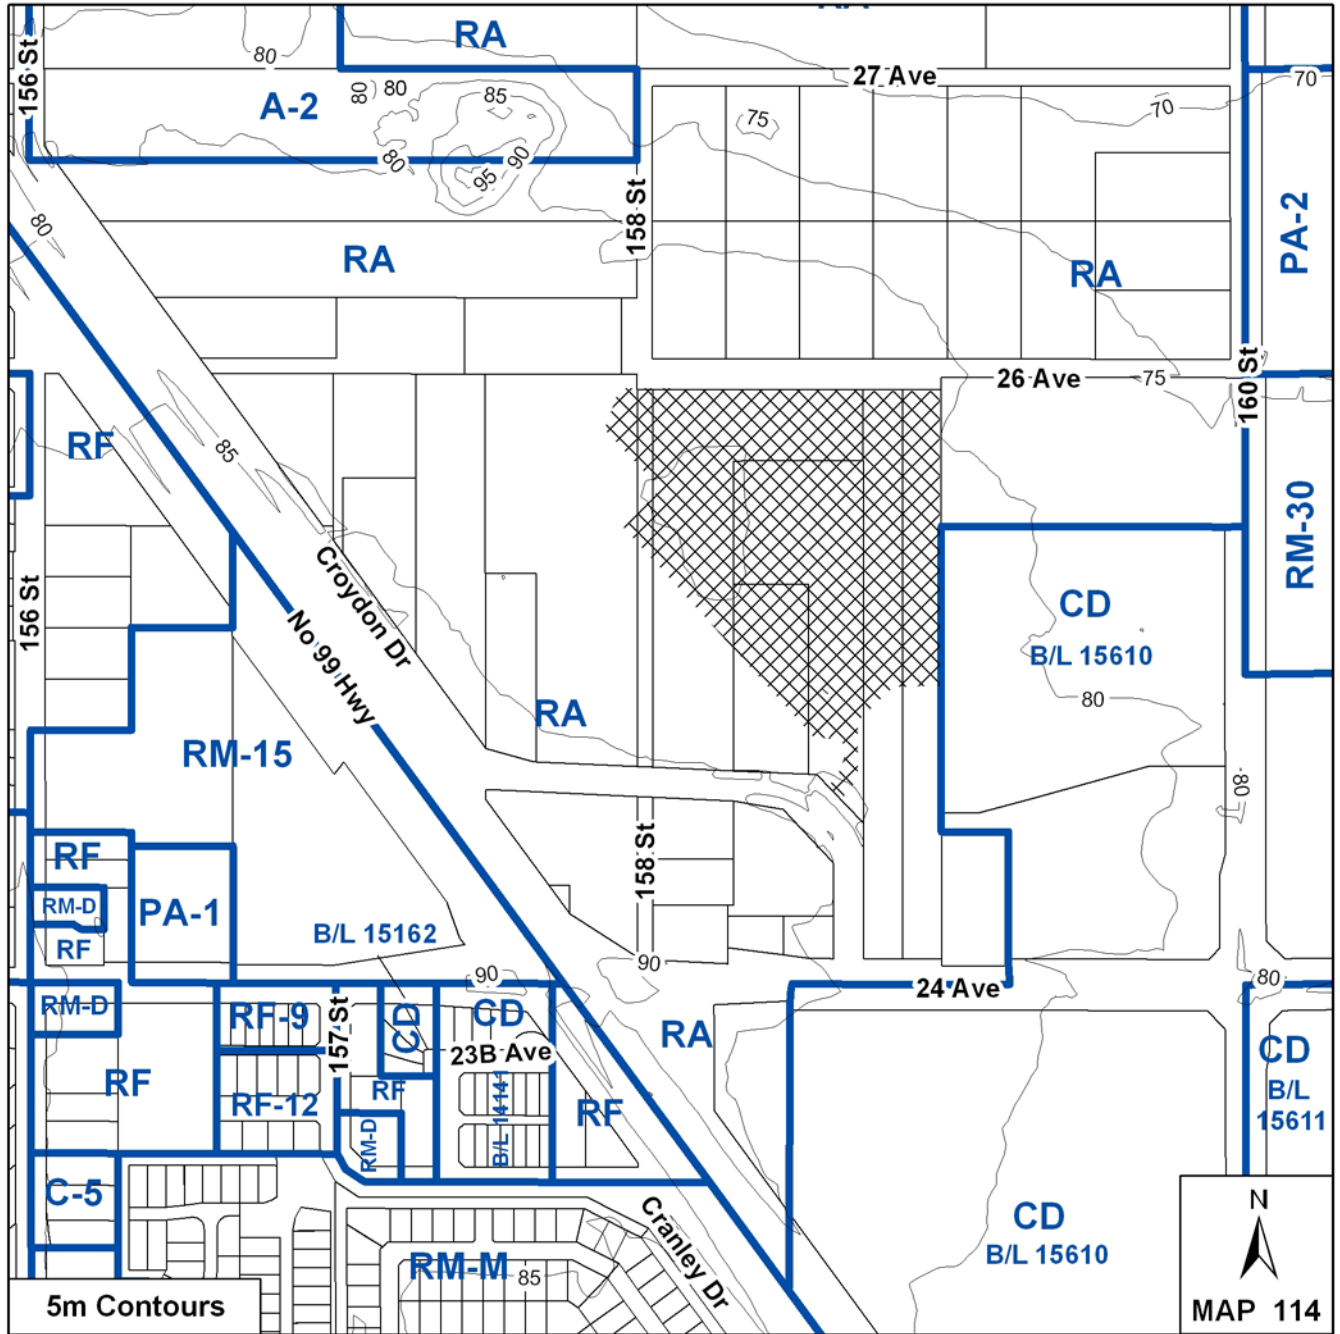 RA
80
156 St
27 Ave
70
A-2
80
80
85
75
70
80
90
95
158 St
PA-2
80
RA
RA
26 Ave
75
160 St
RF
85
RM-30
Croydon Dr
156 St
No 99 Hwy
CD
B/L 15610
80
RA
RM-15
80
158 St
RF
RM-D
PA-1
RF
B/L 15162
90
90
80
24 Ave
RM-D
RF-9
157 St
CD
CD
23B Ave
RA
CD
B/L
15611
RF
RF-12
RF
B/L 14141
RF
RM-D
C-5
Cranley Dr
CD
B/L 15610
RM-M
85
N
5m Contours
MAP 114